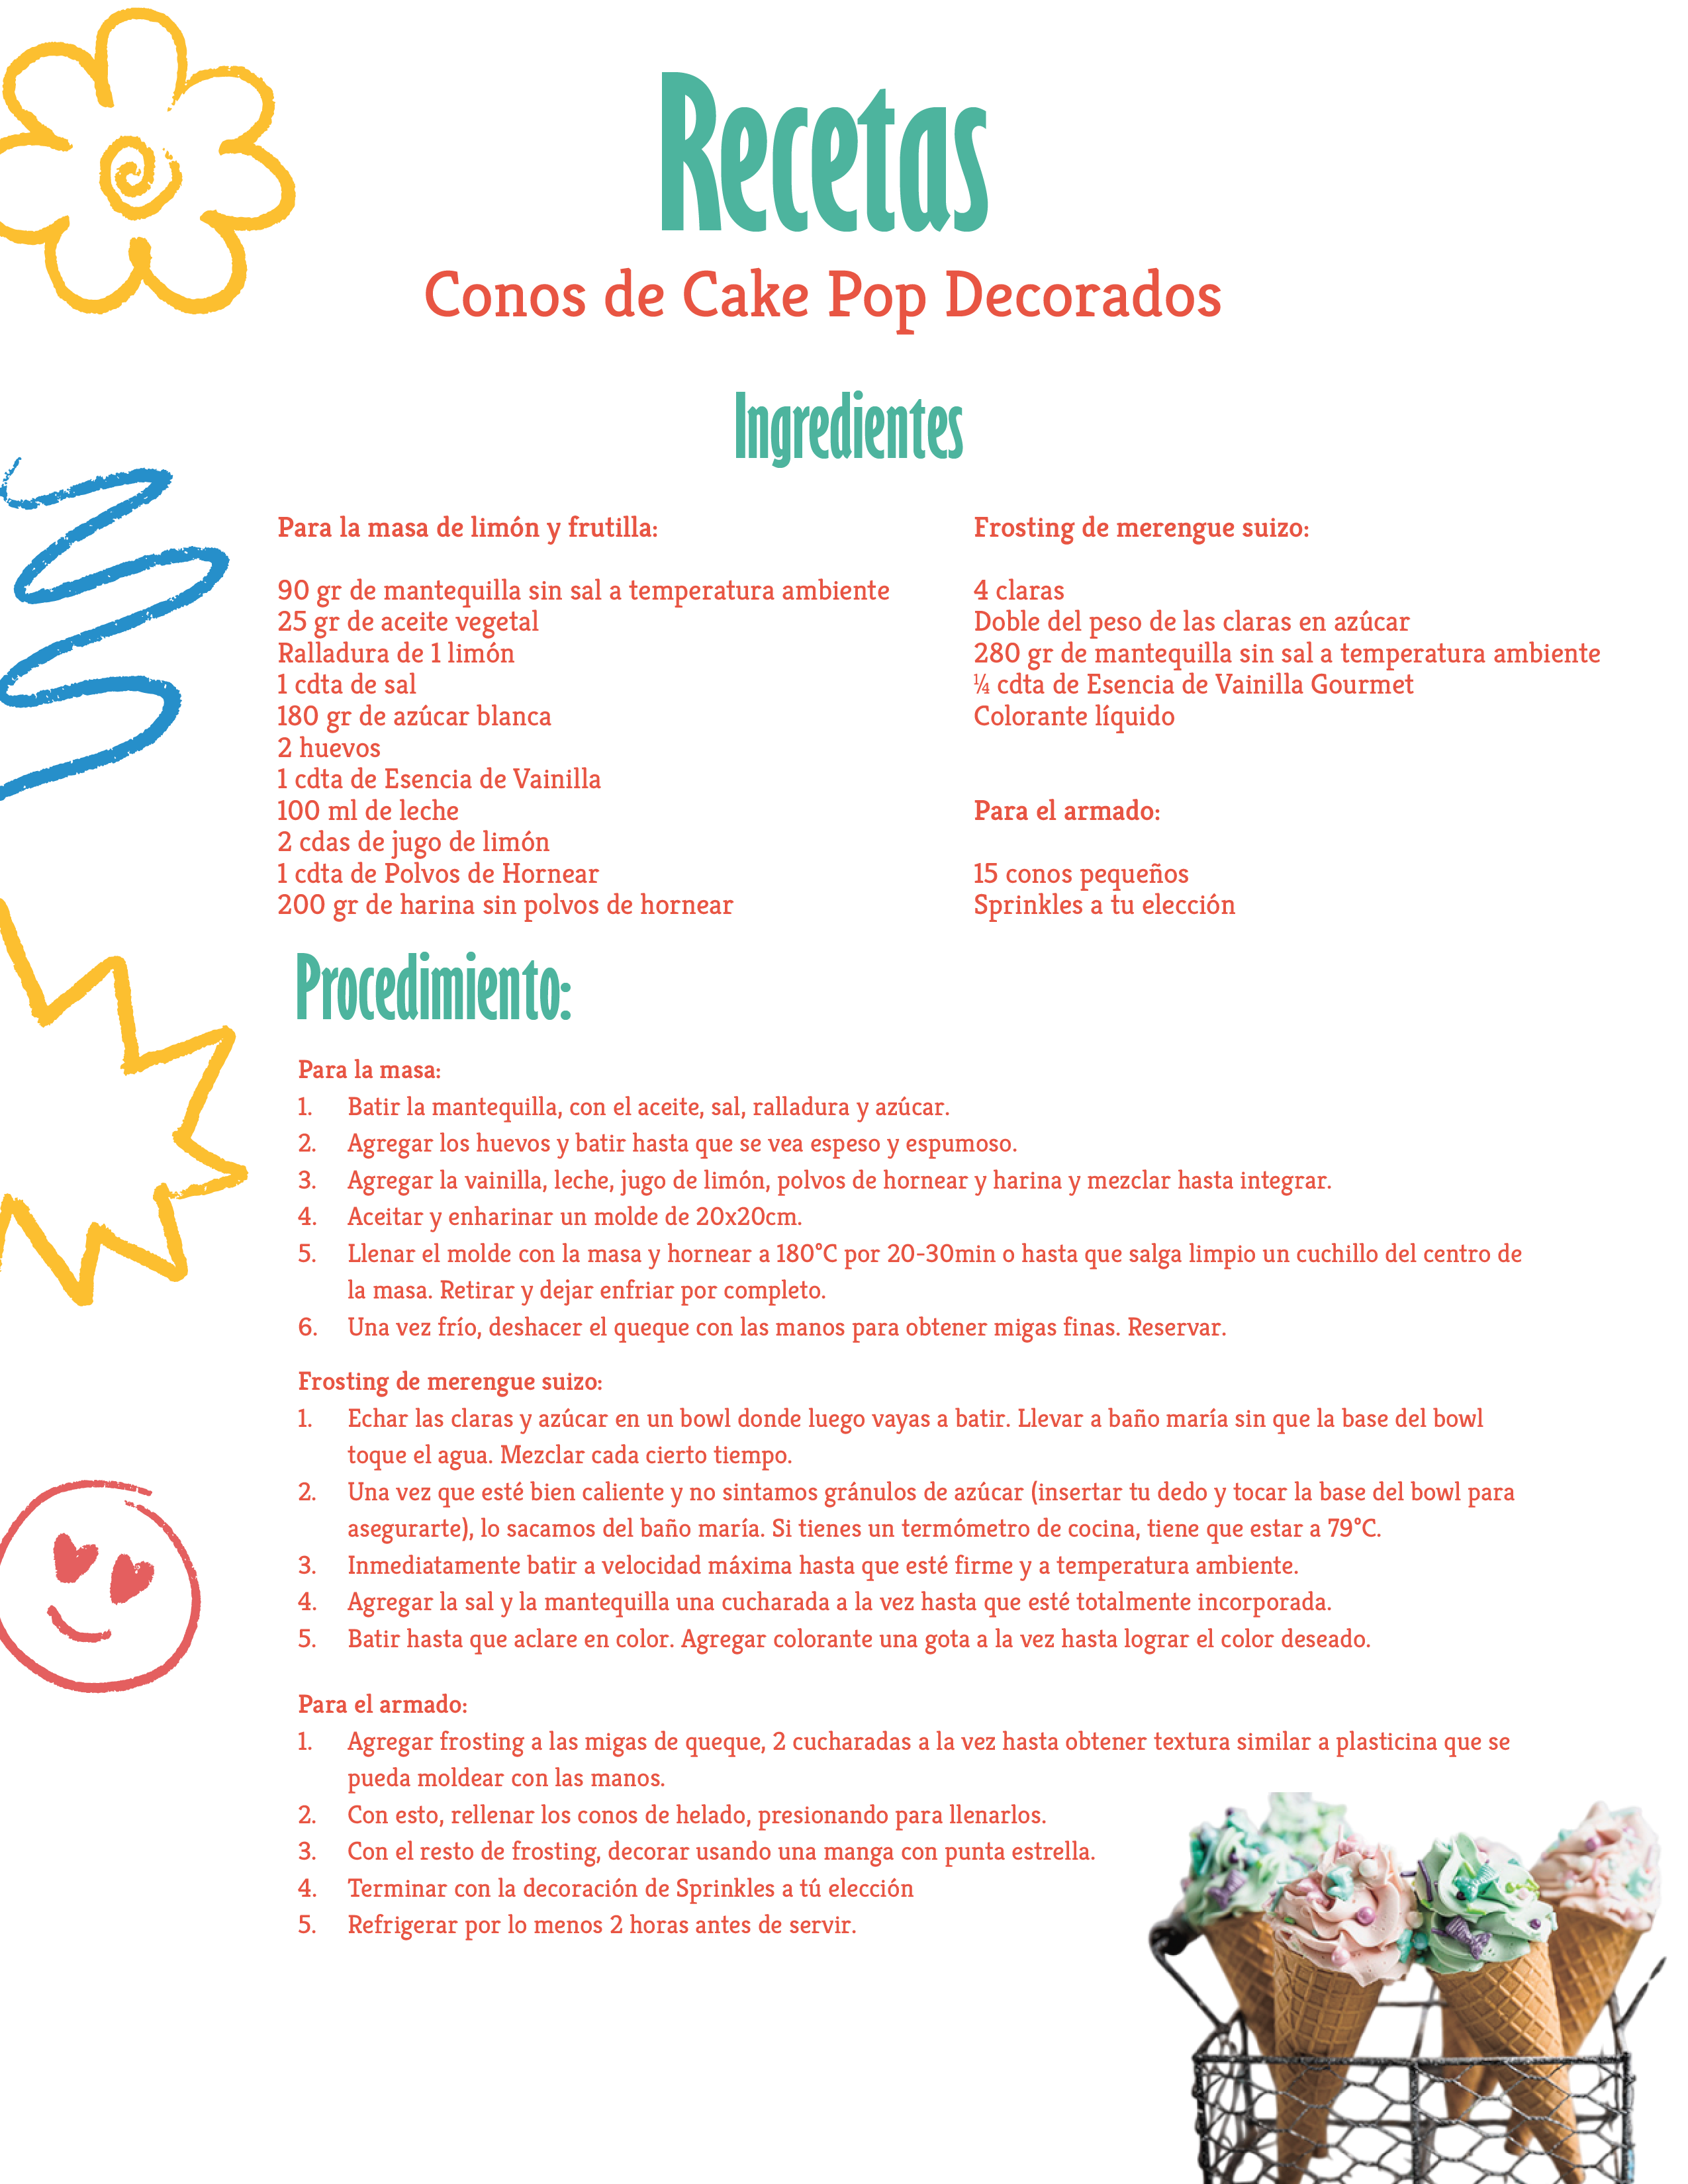 Recetas
Conos de Cake Pop Decorados
Ingredientes
Para la masa de limón y frutilla:
90 gr de mantequilla sin sal a temperatura ambiente
25 gr de aceite vegetal
Ralladura de 1 limón
1 cdta de sal
180 gr de azúcar blanca
2 huevos
1 cdta de Esencia de Vainilla
100 ml de leche
2 cdas de jugo de limón
1 cdta de Polvos de Hornear
200 gr de harina sin polvos de hornear
Frosting de merengue suizo:
4 claras
Doble del peso de las claras en azúcar
280 gr de mantequilla sin sal a temperatura ambiente
¼ cdta de Esencia de Vainilla Gourmet
Colorante líquido
Para el armado:
15 conos pequeños
Sprinkles a tu elección
Procedimiento:
Para la masa:
1. Batir la mantequilla, con el aceite, sal, ralladura y azúcar.
2. Agregar los huevos y batir hasta que se vea espeso y espumoso.
3. Agregar la vainilla, leche, jugo de limón, polvos de hornear y harina y mezclar hasta integrar.
4. Aceitar y enharinar un molde de 20x20cm.
5. Llenar el molde con la masa y hornear a 180°C por 20-30min o hasta que salga limpio un cuchillo del centro de
la masa. Retirar y dejar enfriar por completo.
6. Una vez frío, deshacer el queque con las manos para obtener migas finas. Reservar.
Frosting de merengue suizo:
1. Echar las claras y azúcar en un bowl donde luego vayas a batir. Llevar a baño maría sin que la base del bowl
toque el agua. Mezclar cada cierto tiempo.
2. Una vez que esté bien caliente y no sintamos gránulos de azúcar (insertar tu dedo y tocar la base del bowl para
asegurarte), lo sacamos del baño maría. Si tienes un termómetro de cocina, tiene que estar a 79°C.
3. Inmediatamente batir a velocidad máxima hasta que esté firme y a temperatura ambiente.
4. Agregar la sal y la mantequilla una cucharada a la vez hasta que esté totalmente incorporada.
5. Batir hasta que aclare en color. Agregar colorante una gota a la vez hasta lograr el color deseado.
Para el armado:
1. Agregar frosting a las migas de queque, 2 cucharadas a la vez hasta obtener textura similar a plasticina que se
pueda moldear con las manos.
2. Con esto, rellenar los conos de helado, presionando para llenarlos.
3. Con el resto de frosting, decorar usando una manga con punta estrella.
4. Terminar con la decoración de Sprinkles a tú elección
5. Refrigerar por lo menos 2 horas antes de servir.